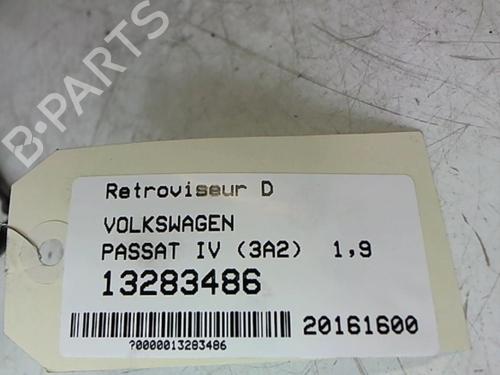 B-PARTS
Retroviseur D
VOLKSWAGEN
PASSAT IV (3A2) 1,9
13283486
20161600
?0000013283486